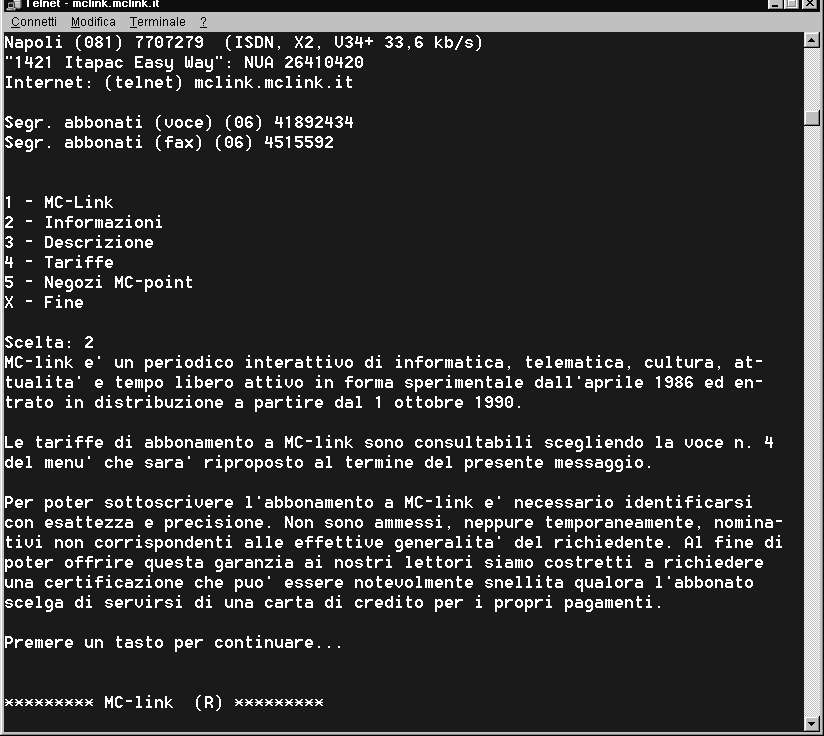 Telnet - mclink.mclink.it
Connetti Modifica Terminale ?
Napoli (081) 7707279 (ISDN, X2, V34+ 33,6 kb/s)
"1421 Itapac Easy Way": NUA 26410420
Internet: (telnet) mclink.mclink.it
Segr. abbonati (voce) (06) 41892434
Segr. abbonati (fax) (06) 4515592
1 - MC-Link
2 - Informazioni
3 - Descrizione
4 - Tariffe
5 - Negozi MC-point
X - Fine
Scelta: 2
MC-link e' un periodico interattivo di informatica, telematica, cultura, at-
tualita' e tempo libero attivo in forma sperimentale dall'aprile 1986 ed en-
trato in distribuzione a partire dal 1 ottobre 1990.
Le tariffe di abbonamento a MC-link sono consultabili scegliendo la voce n. 4
del menu' che sara' riproposto al termine del presente messaggio.
Per poter sottoscrivere l'abbonamento a MC-link e' necessario identificarsi
con esattezza e precisione. Non sono ammessi, neppure temporaneamente, nomina-
tivi non corrispondenti alle effettive generalita' del richiedente. Al fine di
poter offrire questa garanzia ai nostri lettori siamo costretti a richiedere
una certificazione che puo' essere notevolmente snellita qualora l'abbonato
scelga di servirsi di una carta di credito per i propri pagamenti.
Premere un tasto per continuare...
********* MC-link (R) *********